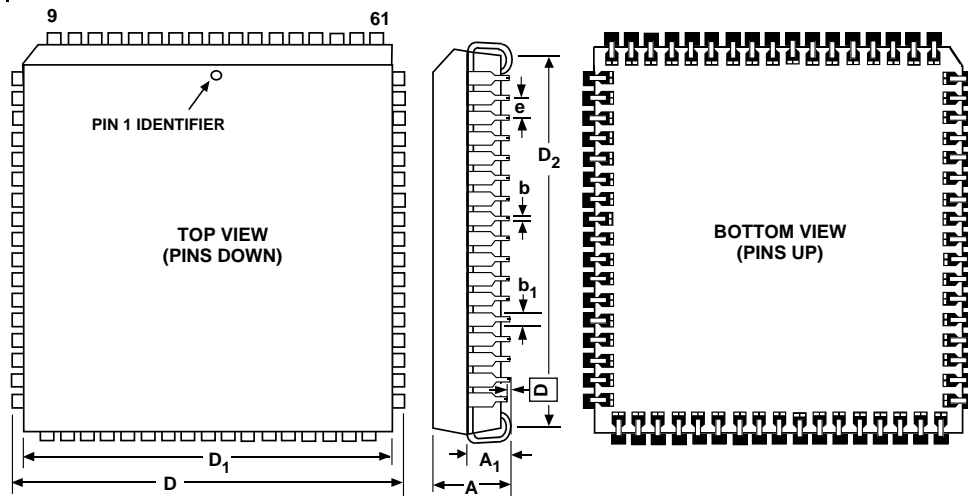 9
61
PIN 1 IDENTIFIER
TOP VIEW
(PINS DOWN)
D1
D
e
D2
b
b1
D
A1
A
BOTTOM VIEW
(PINS UP)